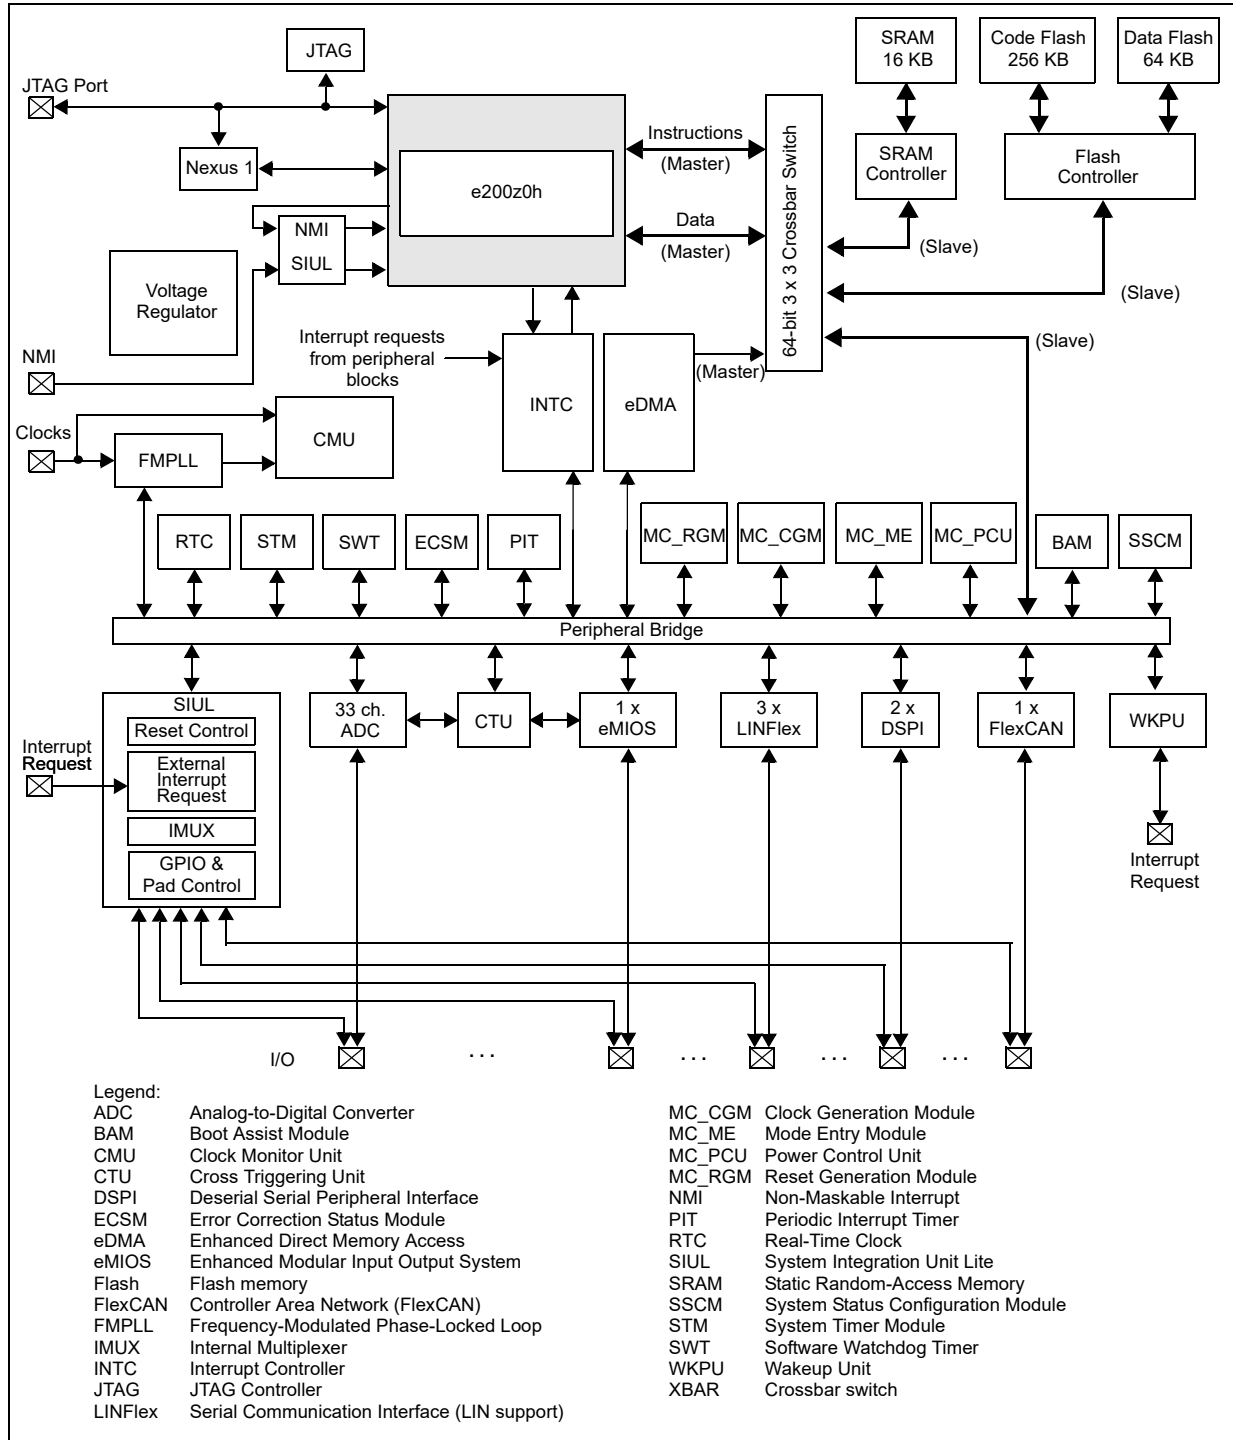 JTAG
JTAG Port
Nexus 1
e200z0h
NMI
SIUL
Voltage
Regulator
NMI
Clocks
FMPLL
CMU
Interrupt requests
from peripheral
blocks
INTC
eDMA
Instructions
(Master)
Data
(Master)
(Master)
64-bit 3 x 3 Crossbar Switch
SRAM
16 KB
Code Flash
256 KB
Data Flash
64 KB
SRAM
Controller
Flash
Controller
(Slave)
(Slave)
(Slave)
RTC
STM
SWT
ECSM
PIT
MC_RGM
MC_CGM
MC_ME
MC_PCU
BAM
SSCM
Peripheral Bridge
SIUL
Reset Control
External
Interrupt
Request
IMUX
GPIO &
Pad Control
Interrupt
Request
33 ch.
ADC
CTU
1 x
eMIOS
3 x
LINFlex
2 x
DSPI
1 x
FlexCAN
WKPU
Interrupt
Request
I/O
. . .
. . .
. . .
. . .
Legend:
ADC Analog-to-Digital Converter
BAM Boot Assist Module
CMU Clock Monitor Unit
CTU Cross Triggering Unit
DSPI Deserial Serial Peripheral Interface
ECSM Error Correction Status Module
eDMA Enhanced Direct Memory Access
eMIOS Enhanced Modular Input Output System
Flash Flash memory
FlexCAN Controller Area Network (FlexCAN)
FMPLL Frequency-Modulated Phase-Locked Loop
IMUX Internal Multiplexer
INTC Interrupt Controller
JTAG JTAG Controller
LINFlex Serial Communication Interface (LIN support)
MC_CGM Clock Generation Module
MC_ME Mode Entry Module
MC_PCU Power Control Unit
MC_RGM Reset Generation Module
NMI Non-Maskable Interrupt
PIT Periodic Interrupt Timer
RTC Real-Time Clock
SIUL System Integration Unit Lite
SRAM Static Random-Access Memory
SSCM System Status Configuration Module
STM System Timer Module
SWT Software Watchdog Timer
WKPU Wakeup Unit
XBAR Crossbar switch